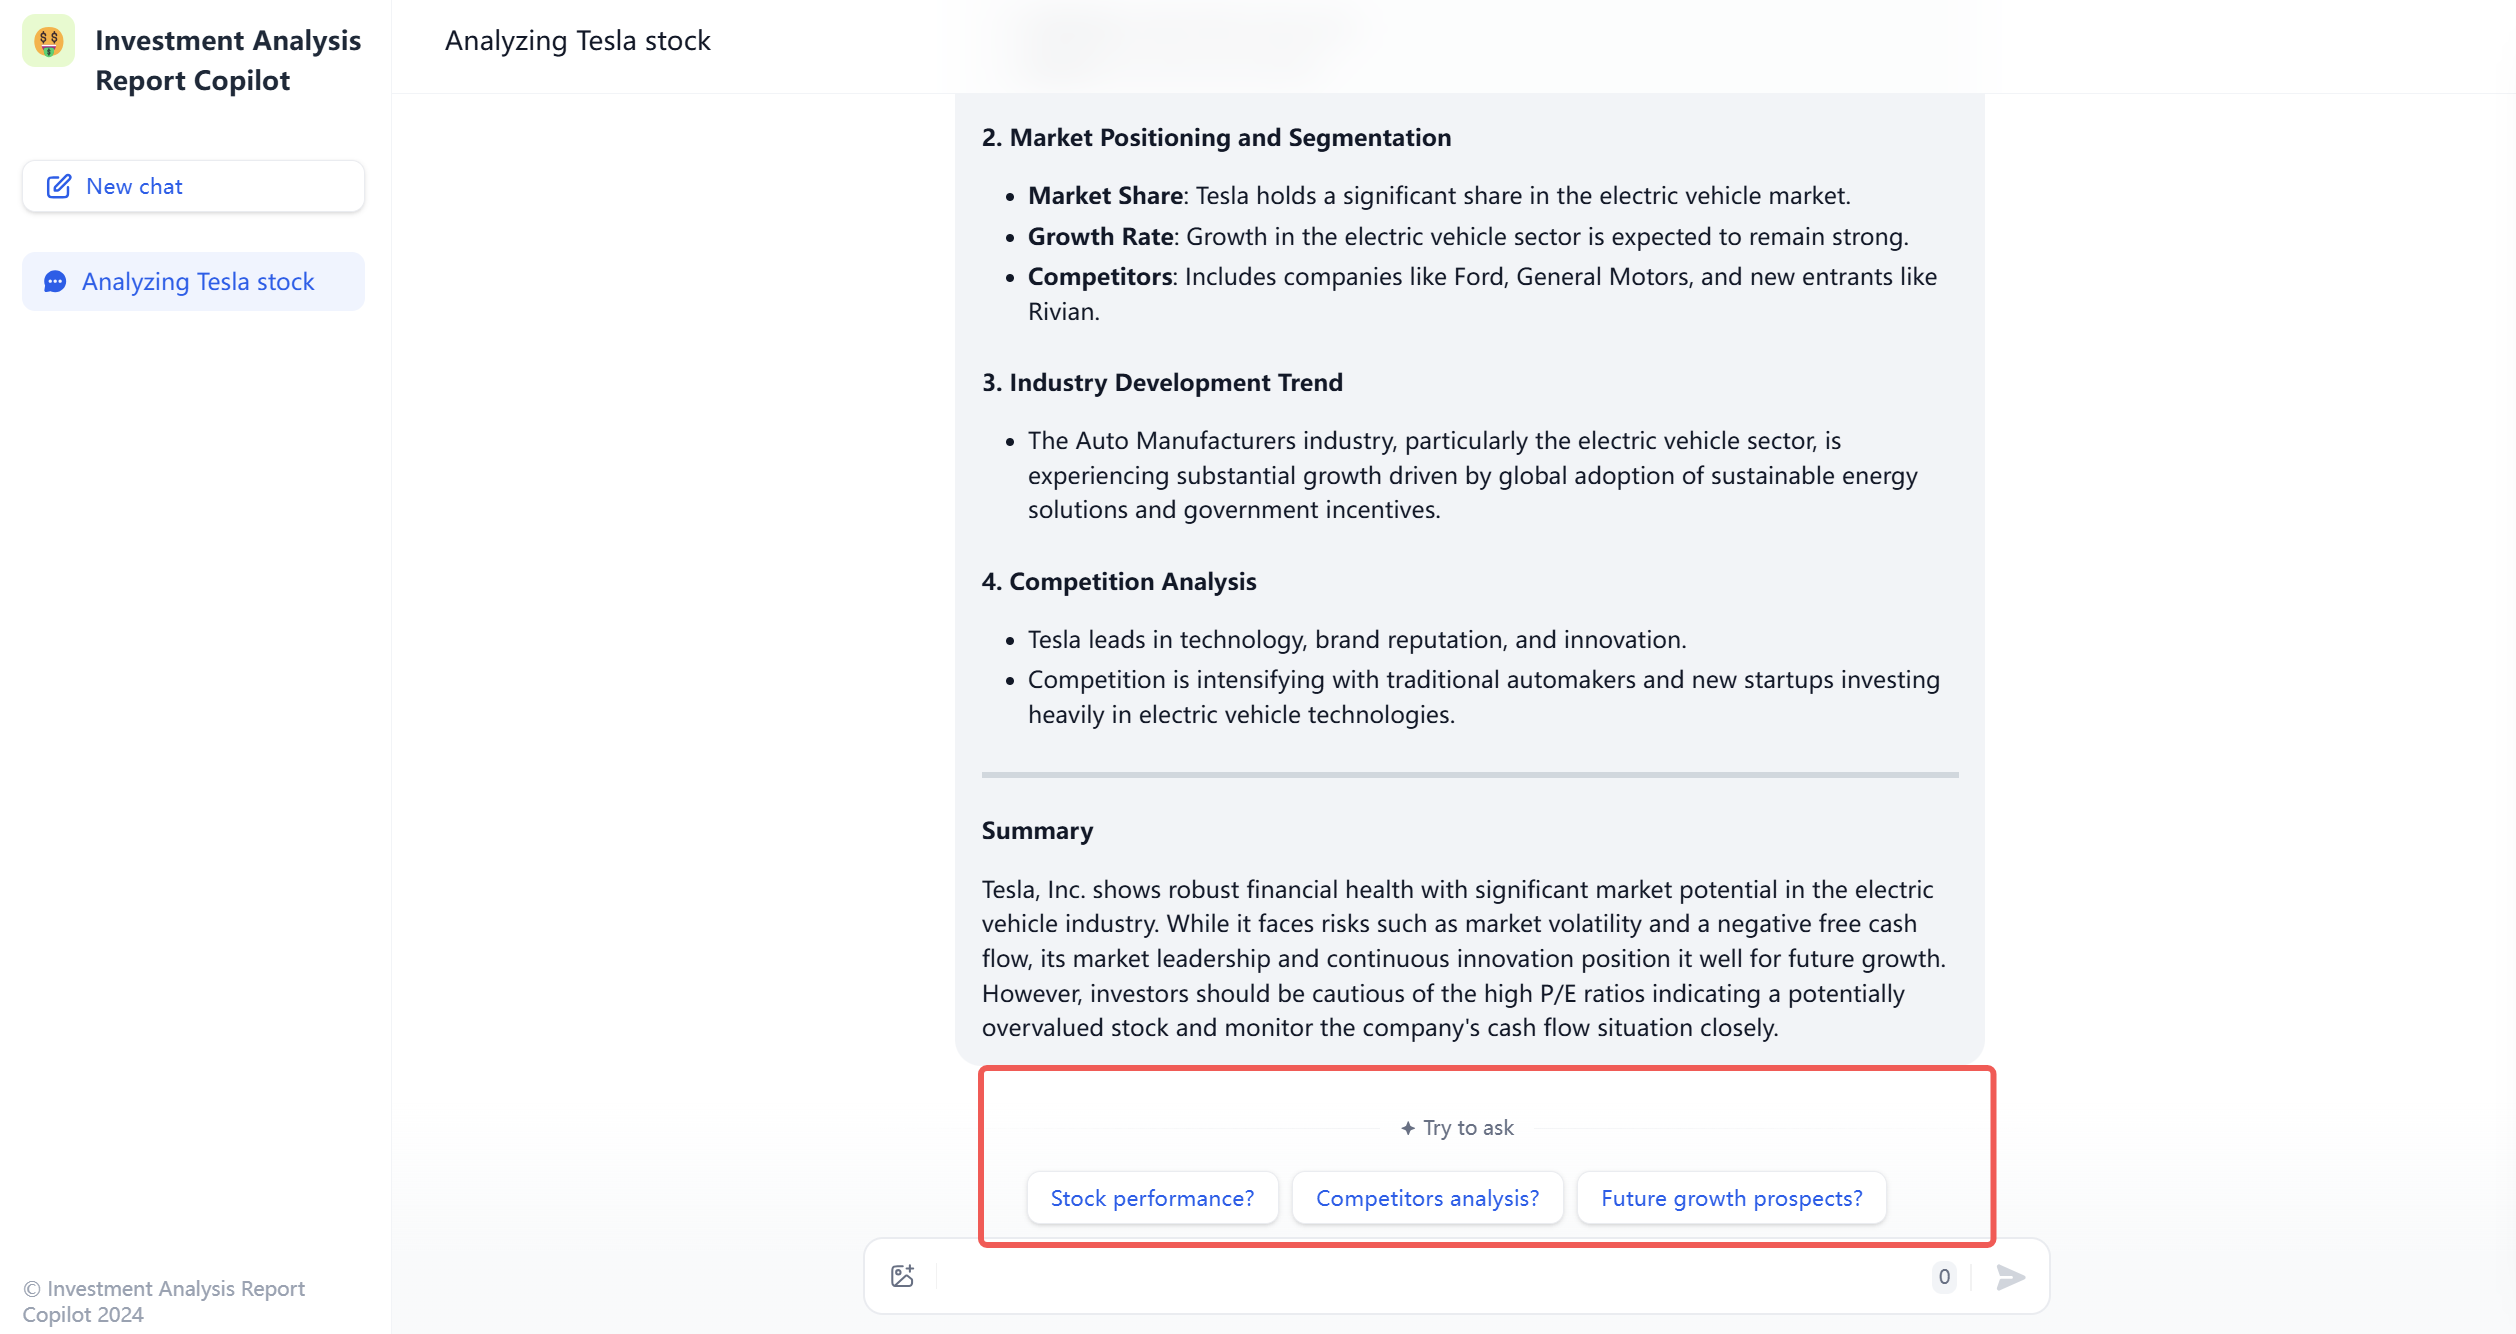 Investment Analysis
Report Copilot
New chat
Analyzing Tesla stock
© Investment Analysis Report
Copilot 2024
Analyzing Tesla stock
2. Market Positioning and Segmentation
• Market Share: Tesla holds a significant share in the electric vehicle market.
• Growth Rate: Growth in the electric vehicle sector is expected to remain strong.
• Competitors: Includes companies like Ford, General Motors, and new entrants like
Rivian.
3. Industry Development Trend
• The Auto Manufacturers industry, particularly the electric vehicle sector, is
experiencing substantial growth driven by global adoption of sustainable energy
solutions and government incentives.
4. Competition Analysis
• Tesla leads in technology, brand reputation, and innovation.
• Competition is intensifying with traditional automakers and new startups investing
heavily in electric vehicle technologies.
Summary
Tesla, Inc. shows robust financial health with significant market potential in the electric
vehicle industry. While it faces risks such as market volatility and a negative free cash
flow, its market leadership and continuous innovation position it well for future growth.
However, investors should be cautious of the high P/E ratios indicating a potentially
overvalued stock and monitor the company's cash flow situation closely.
Try to ask
Stock performance?
Competitors analysis?
Future growth prospects?
0